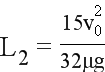 L₂ = 15v₀² / 32μg